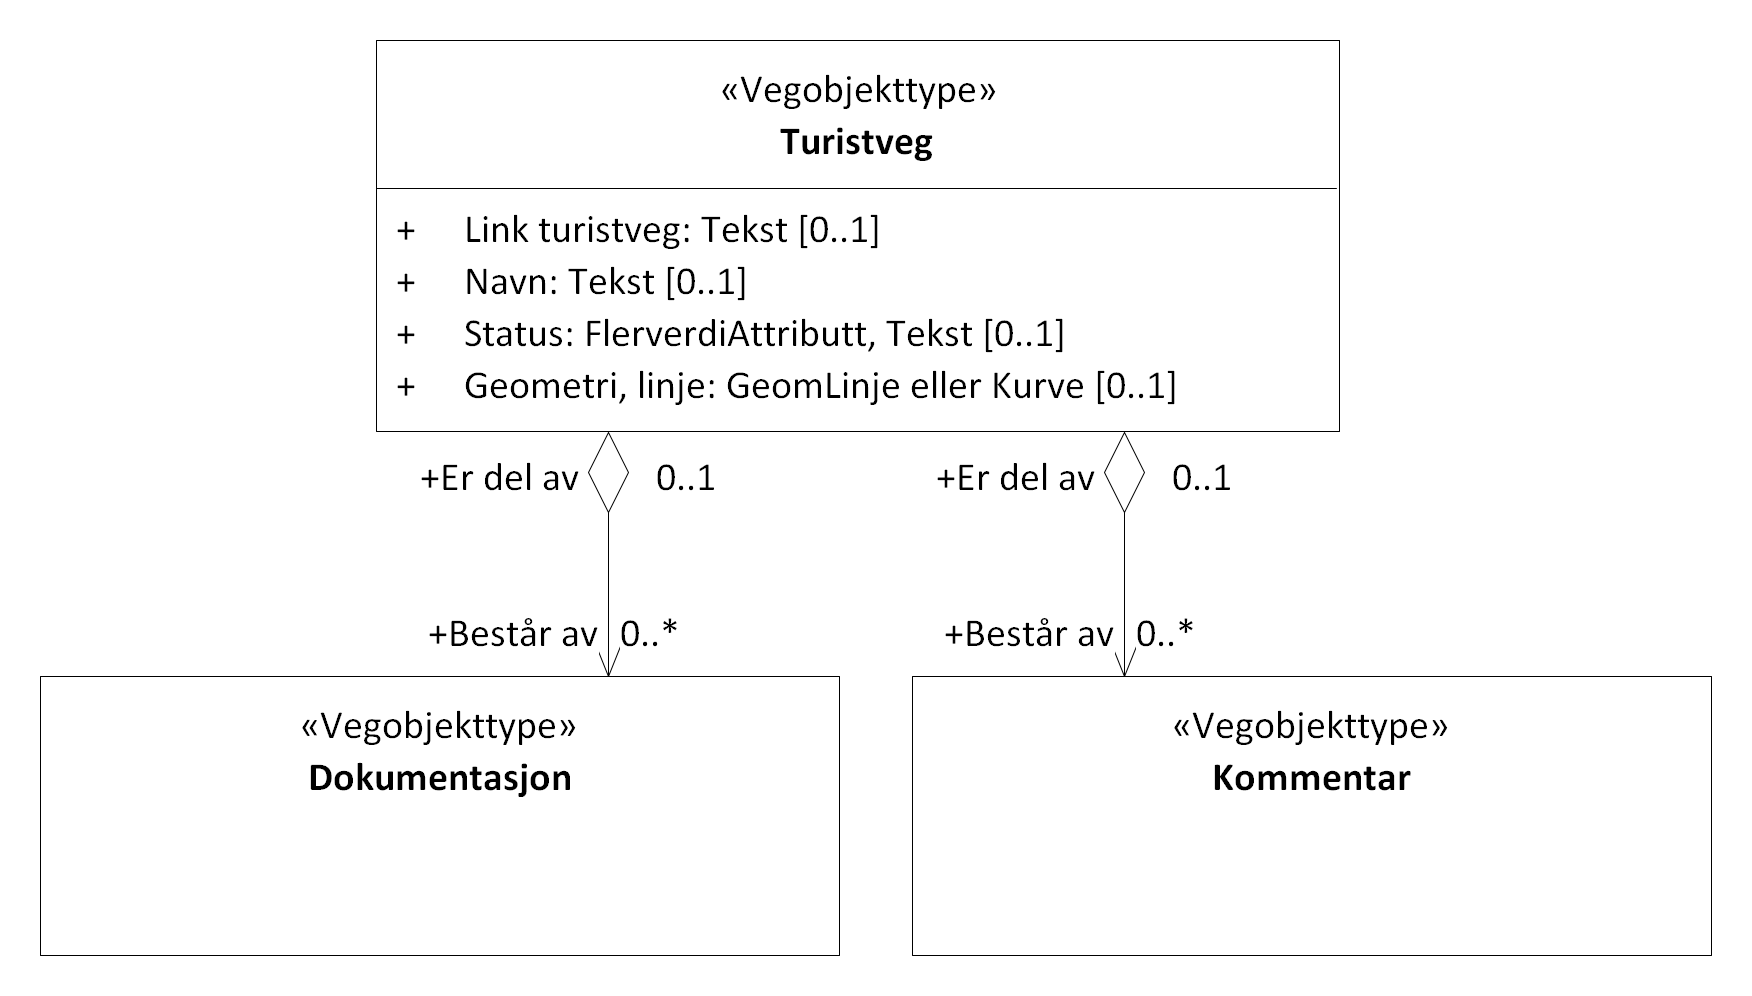 «Vegobjekttype»
Turistveg
+ Link turistveg: Tekst [0..1]
+ Navn: Tekst [0..1]
+ Status: FlerverdiAttributt, Tekst [0..1]
+ Geometri, linje: GeomLinje eller Kurve [0..1]
+Er del av 0..1
+Er del av 0..1
+Består av 0..*
+Består av 0..*
«Vegobjekttype»
Dokumentasjon
«Vegobjekttype»
Kommentar